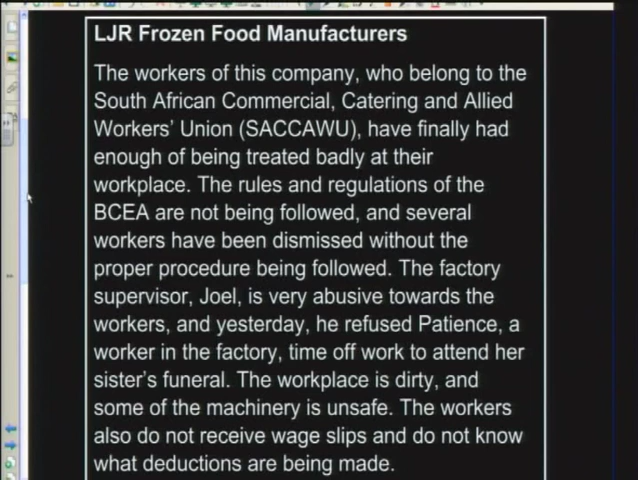 LJR Frozen Food Manufacturers
The workers of this company, who belong to the
South African Commercial, Catering and Allied
Workers' Union (SACCAWU), have finally had
enough of being treated badly at their
workplace. The rules and regulations of the
BCEA are not being followed, and several
workers have been dismissed without the
proper procedure being followed. The factory
supervisor, Joel, is very abusive towards the
workers, and yesterday, he refused Patience, a
worker in the factory, time off work to attend her
sister's funeral. The workplace is dirty, and
some of the machinery is unsafe. The workers
also do not receive wage slips and do not know
what deductions are being made.